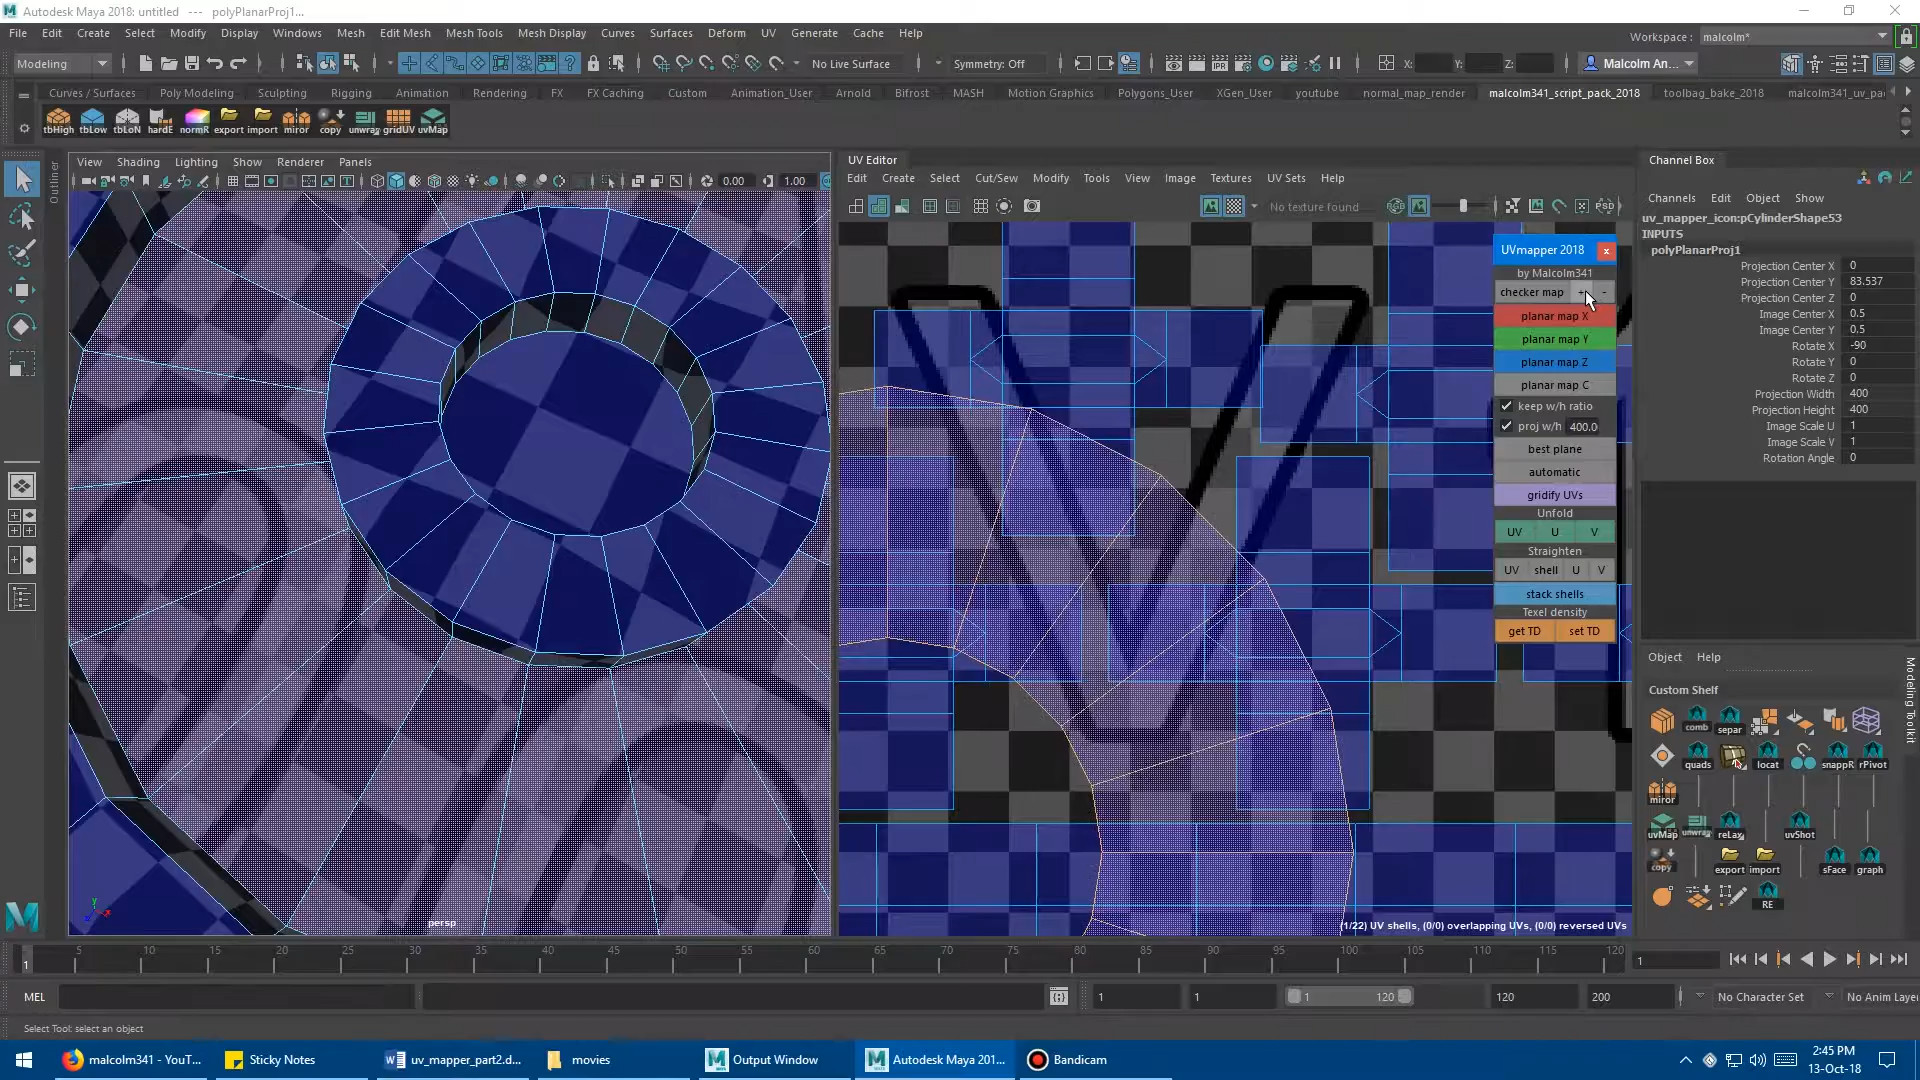 Autodesk Maya 2018: untitled --- polyPlanarProj1...
File Edit Create Select Modify Display Windows Mesh Edit Mesh Mesh Tools Mesh Display Curves Surfaces Deform UV Generate Cache Help
Workspace : malcolm*
Modeling No Live Surface Symmetry: Off X: Y: Z: Malcolm An...
Curves / Surfaces Poly Modeling Sculpting Rigging Animation Rendering FX FX Caching Custom Animation_User Arnold Bifrost MASH Motion Graphics Polygons_User XGen_User youtube normal_map_render malcolm341_script_pack_2018 toolbag_bake_2018 malcolm341_uv_pa
tbHigh tbLow tbLoN hardE normR export import miror copy unwra gridUV uvMap
Outliner
View Shading Lighting Show Renderer Panels
0.00 1.00
persp
UV Editor
Edit Create Select Cut/Sew Modify Tools View Image Textures UV Sets Help
No texture found
RGB PSD
UVmapper 2018 x
by Malcolm341
checker map + -
planar map X
planar map Y
planar map Z
planar map C
keep w/h ratio
proj w/h 400.0
best plane
automatic
gridify UVs
Unfold
UV U V
Straighten
UV shell U V
stack shells
Texel density
get TD set TD
(1/22) UV shells, (0/0) overlapping UVs, (0/0) reversed UVs
Channel Box
Channels Edit Object Show
uv_mapper_icon:pCylinderShape53
INPUTS
polyPlanarProj1
Projection Center X 0
Projection Center Y 83.537
Projection Center Z 0
Image Center X 0.5
Image Center Y 0.5
Rotate X -90
Rotate Y 0
Rotate Z 0
Projection Width 400
Projection Height 400
Image Scale U 1
Image Scale V 1
Rotation Angle 0
Object Help
Custom Shelf
comb separ
quads locat snappR rPivot
miror
uvMap unwra reLax uvShot
copy export import sFace graph
RE
Modeling Toolkit
1 5 10 15 20 25 30 35 40 45 50 55 60 65 70 75 80 85 90 95 100 105 110 115 120 1
MEL 1 1 1 120 120 200 No Character Set No Anim Layer
Select Tool: select an object
malcolm341 - YouT... Sticky Notes uv_mapper_part2.d... movies Output Window Autodesk Maya 201... Bandicam
2:45 PM
13-Oct-18